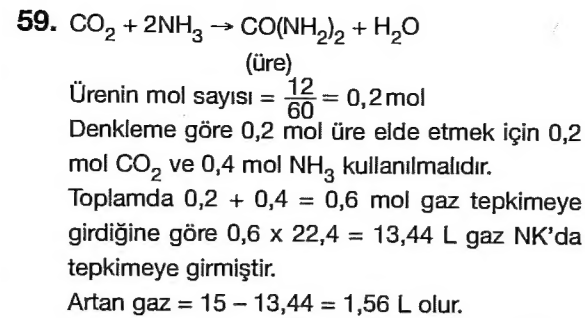 59. CO₂ + 2NH₃ → CO(NH₂)₂ + H₂O
(üre)
Ürenin mol sayısı = 12/60 = 0,2 mol
Denkleme göre 0,2 mol üre elde etmek için 0,2
mol CO₂ ve 0,4 mol NH₃ kullanılmalıdır.
Toplamda 0,2 + 0,4 = 0,6 mol gaz tepkimeye
girdiğine göre 0,6 x 22,4 = 13,44 L gaz NK'da
tepkimeye girmiştir.
Artan gaz = 15 – 13,44 = 1,56 L olur.